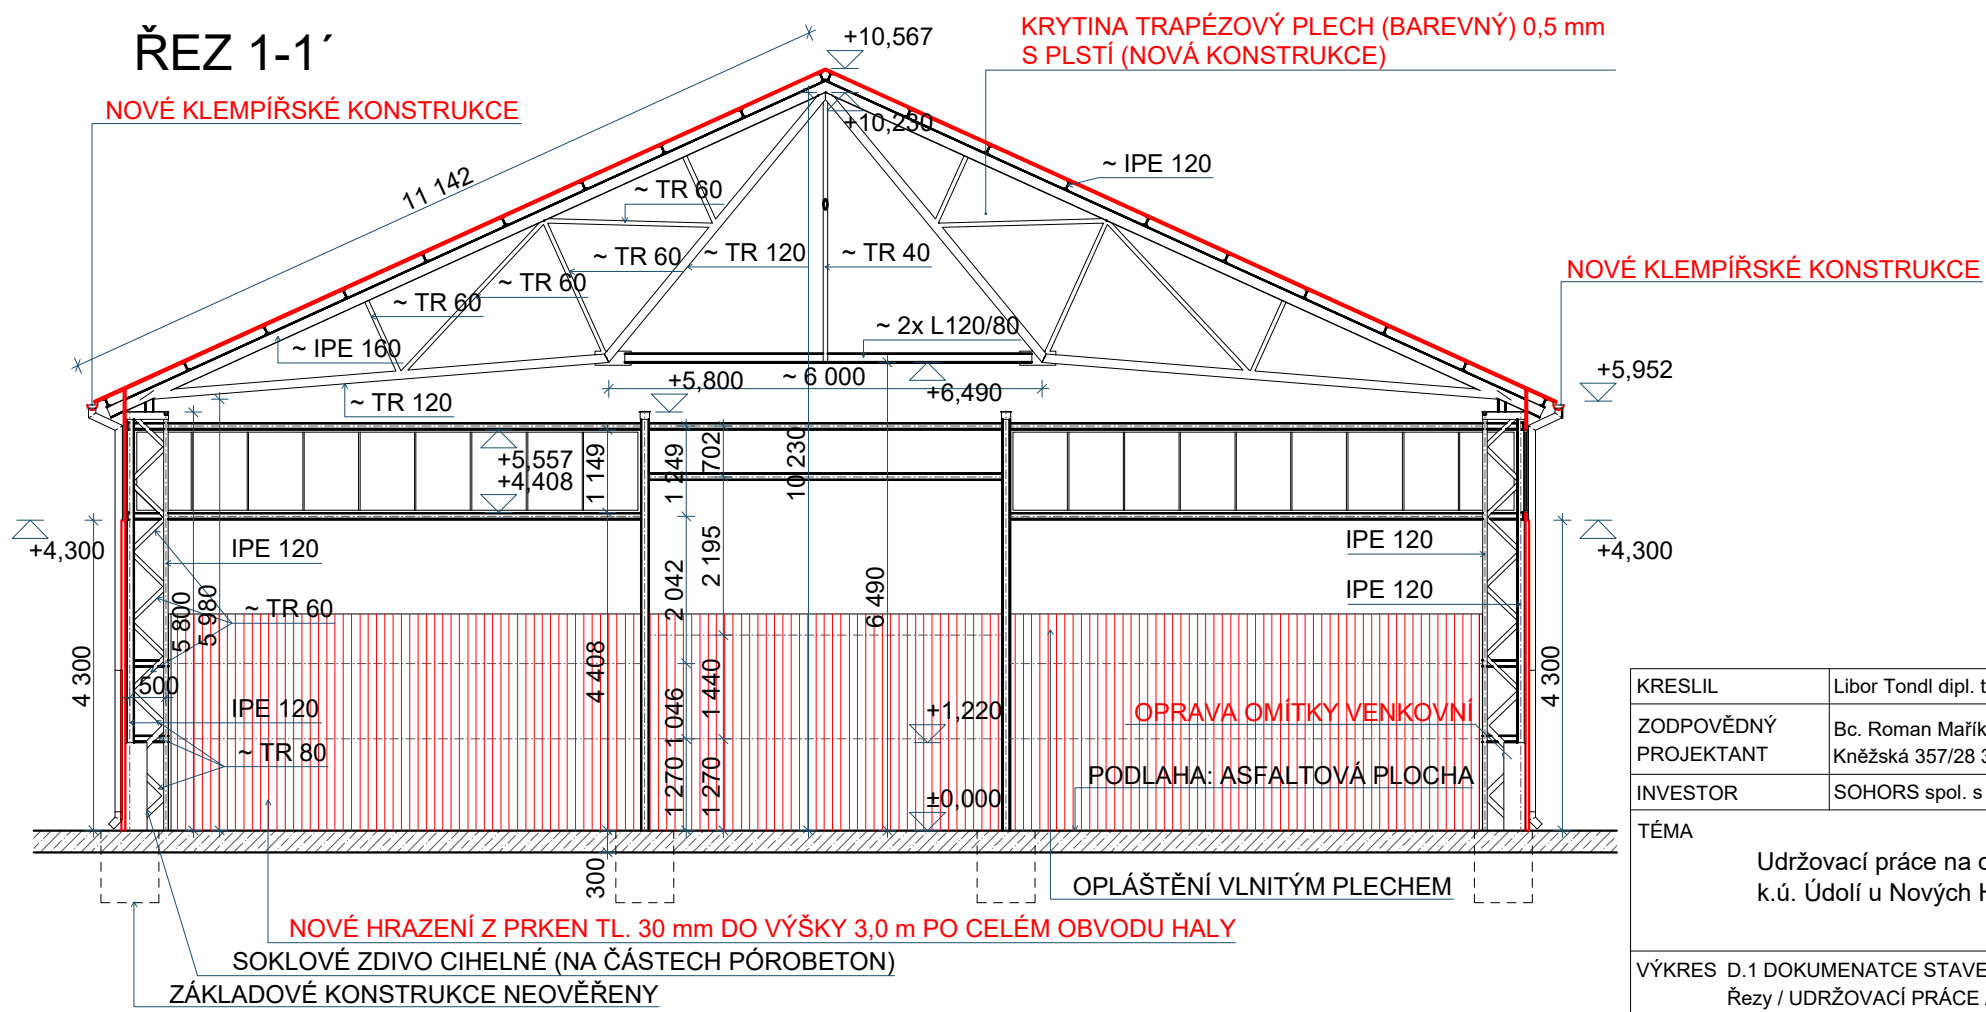 ŘEZ 1-1´
+10,567
KRYTINA TRAPÉZOVÝ PLECH (BAREVNÝ) 0,5 mm
S PLSTÍ (NOVÁ KONSTRUKCE)
NOVÉ KLEMPÍŘSKÉ KONSTRUKCE
+10,230
~ IPE 120
11 142
~ TR 60
~ TR 60
~ TR 120
~ TR 40
~ TR 60
~ TR 60
NOVÉ KLEMPÍŘSKÉ KONSTRUKCE
~ 2x L120/80
~ IPE 160
+5,800
~ 6 000
+6,490
+5,952
~ TR 120
+5,557
+4,408
1 149
1 249
702
10 230
+4,300
IPE 120
2 195
IPE 120
+4,300
IPE 120
~ TR 60
5 800
5 980
2 042
6 490
4 300
500
4 408
1 046
1 440
4 300
IPE 120
+1,220
OPRAVA OMÍTKY VENKOVNÍ
~ TR 80
1 270
1 270
±0,000
PODLAHA: ASFALTOVÁ PLOCHA
300
OPLÁŠTĚNÍ VLNITÝM PLECHEM
NOVÉ HRAZENÍ Z PRKEN TL. 30 mm DO VÝŠKY 3,0 m PO CELÉM OBVODU HALY
SOKLOVÉ ZDIVO CIHELNÉ (NA ČÁSTECH PÓROBETON)
ZÁKLADOVÉ KONSTRUKCE NEOVĚŘENY
KRESLIL Libor Tondl dipl. t
ZODPOVĚDNÝ Bc. Roman Mařík
PROJEKTANT Kněžská 357/28 3
INVESTOR SOHORS spol. s
TÉMA
Udržovací práce na
k.ú. Údolí u Nových H
VÝKRES D.1 DOKUMENATCE STAVE
Řezy / UDRŽOVACÍ PRÁCE